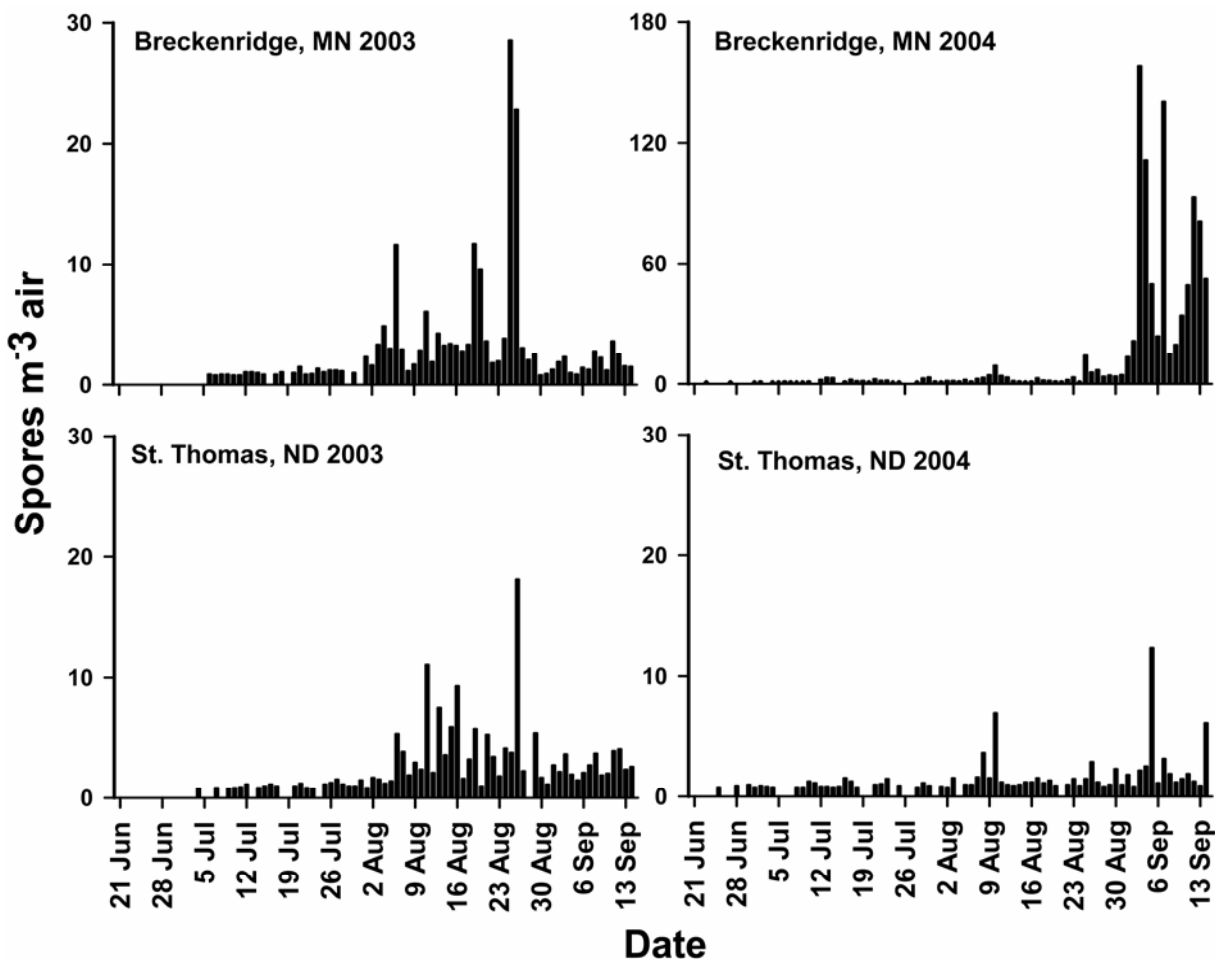 Spores m-3 air
Breckenridge, MN 2003
30
20
10
0
Breckenridge, MN 2004
180
120
60
0
St. Thomas, ND 2003
30
20
10
0
St. Thomas, ND 2004
30
20
10
0
21 Jun
28 Jun
5 Jul
12 Jul
19 Jul
26 Jul
2 Aug
9 Aug
16 Aug
23 Aug
30 Aug
6 Sep
13 Sep
21 Jun
28 Jun
5 Jul
12 Jul
19 Jul
26 Jul
2 Aug
9 Aug
16 Aug
23 Aug
30 Aug
6 Sep
13 Sep
Date